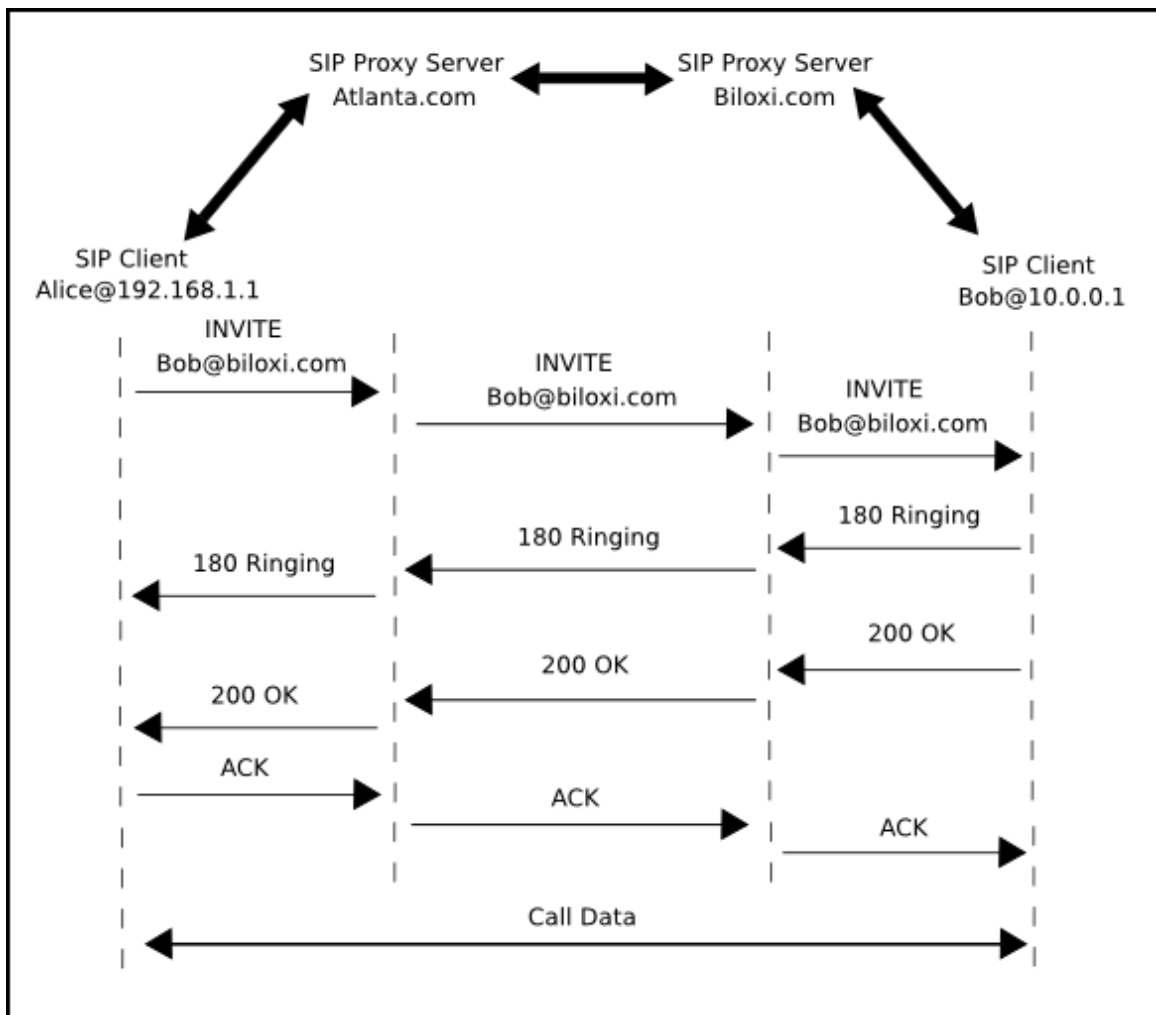 SIP Proxy Server
Atlanta.com
SIP Proxy Server
Biloxi.com
SIP Client
Alice@192.168.1.1
SIP Client
Bob@10.0.0.1
INVITE
Bob@biloxi.com
INVITE
Bob@biloxi.com
INVITE
Bob@biloxi.com
180 Ringing
180 Ringing
180 Ringing
200 OK
200 OK
200 OK
ACK
ACK
ACK
Call Data